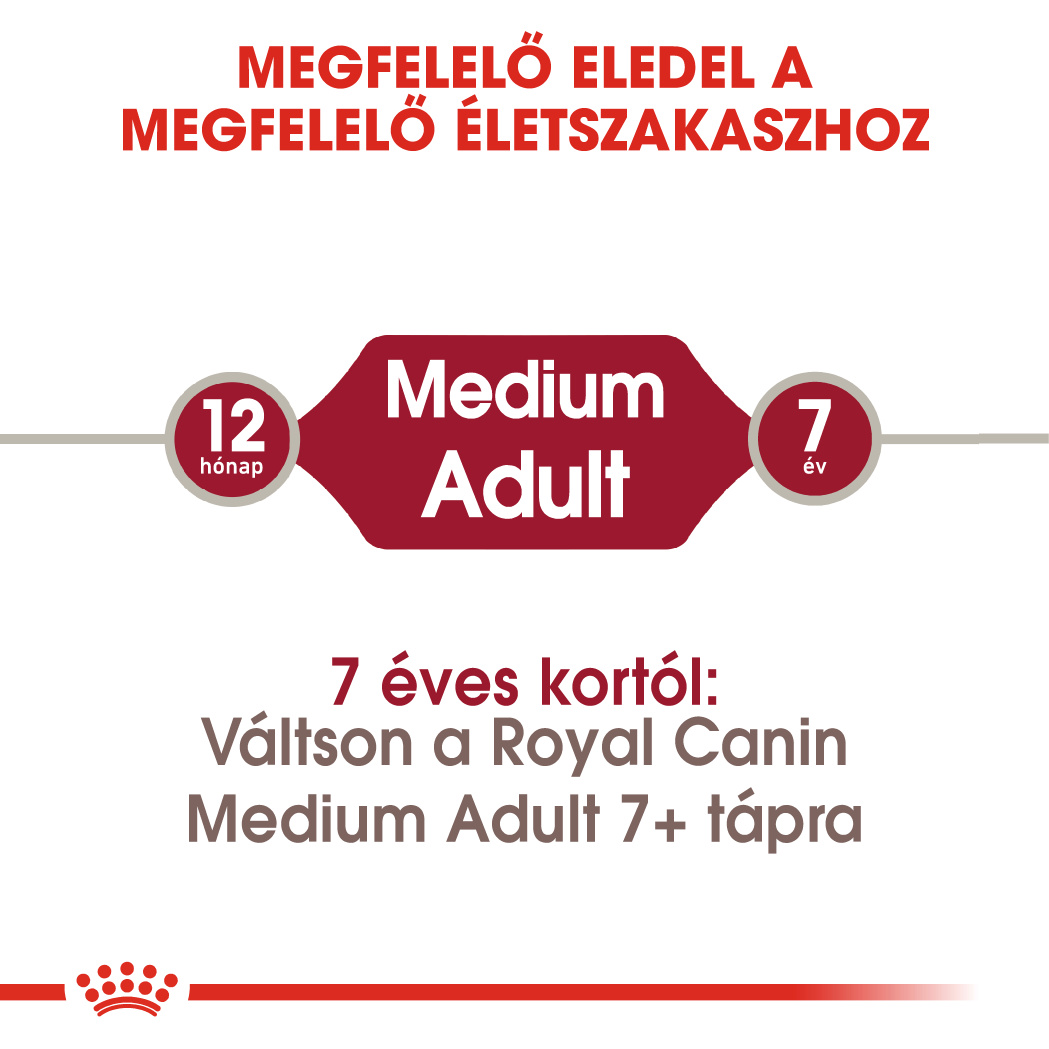 MEGFELELŐ ELEDEL A
MEGFELELŐ ÉLETSZAKASZHOZ
12
hónap
Medium
Adult
7
év
7 éves kortól:
Váltson a Royal Canin
Medium Adult 7+ tápra